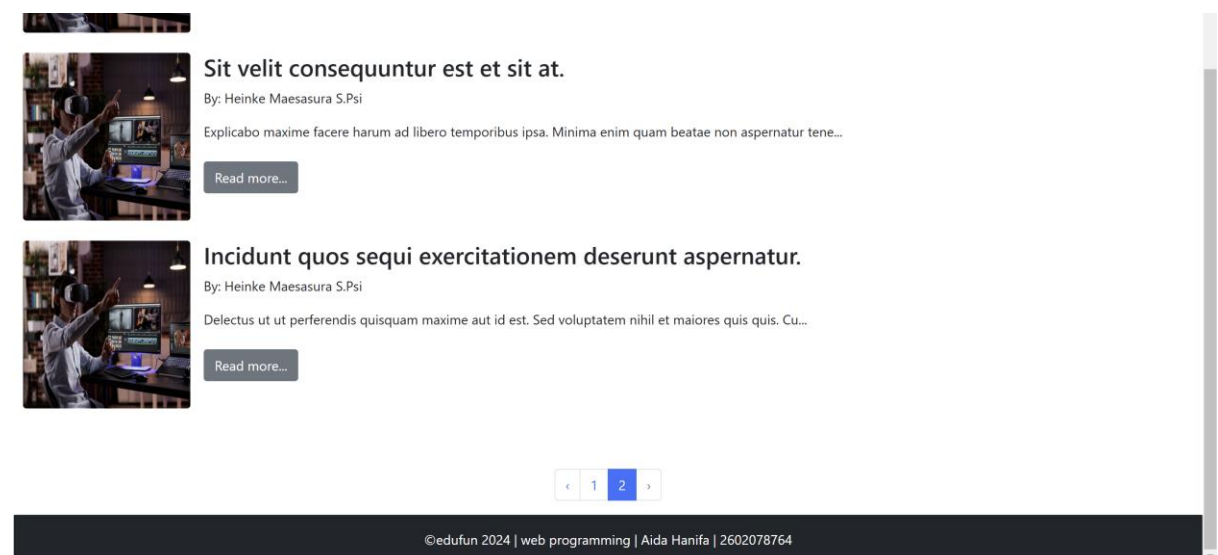 Sit velit consequuntur est et sit at.
By: Heinke Maesasura S.Psi
Explicabo maxime facere harum ad libero temporibus ipsa. Minima enim quam beatae non aspernatur tene...
Read more...
Incidunt quos sequi exercitationem deserunt aspernatur.
By: Heinke Maesasura S.Psi
Delectus ut ut perferendis quisquam maxime aut id est. Sed voluptatem nihil et maiores quis quis. Cu...
Read more...
‹ 1 2 ›
©edufun 2024 | web programming | Aida Hanifa | 2602078764